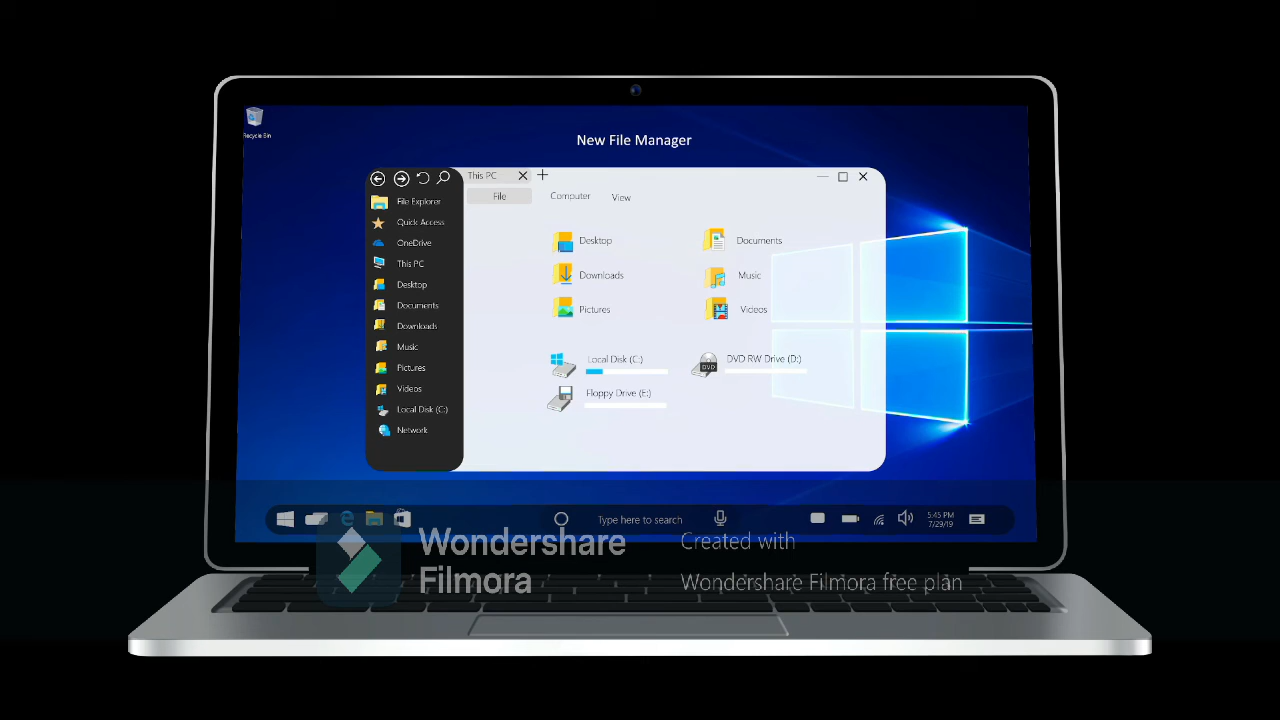 Recycle Bin
New File Manager
This PC
File Computer View
File Explorer
Quick Access
OneDrive
This PC
Desktop
Documents
Downloads
Music
Pictures
Videos
Local Disk (C:)
Network
Desktop Documents
Downloads Music
Pictures Videos
Local Disk (C:) DVD RW Drive (D:)
DVD
Floppy Drive (E:)
Type here to search
5:45 PM
7/29/19
Wondershare
Filmora
Created with
Wondershare Filmora free plan